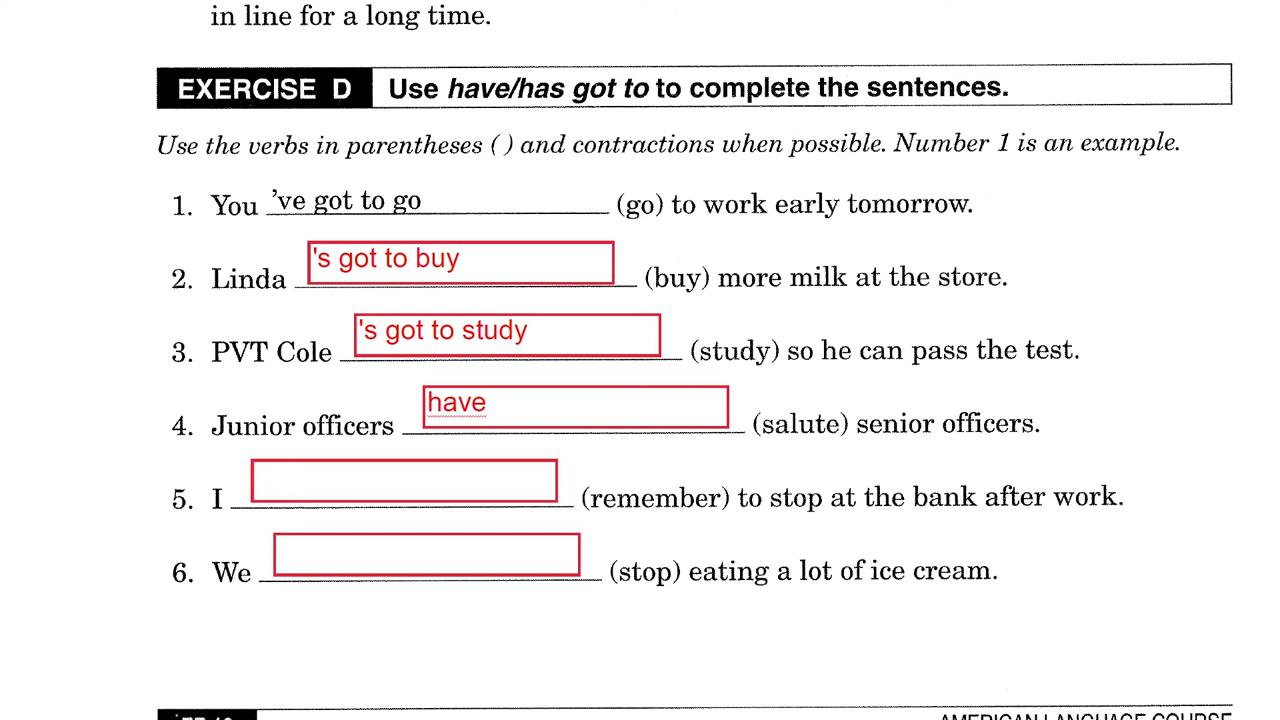 in line for a long time.
EXERCISE D Use have/has got to to complete the sentences.
Use the verbs in parentheses ( ) and contractions when possible. Number 1 is an example.
1. You 've got to go (go) to work early tomorrow.
2. Linda 's got to buy (buy) more milk at the store.
3. PVT Cole 's got to study (study) so he can pass the test.
4. Junior officers have (salute) senior officers.
5. I (remember) to stop at the bank after work.
6. We (stop) eating a lot of ice cream.
AMERICAN LANGUAGE COURSE